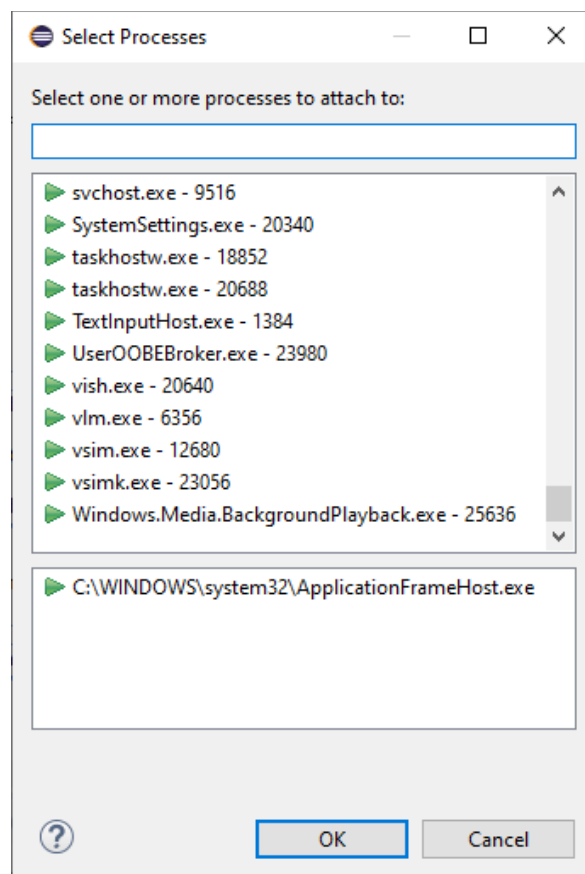 Select Processes
Select one or more processes to attach to:
svchost.exe - 9516
SystemSettings.exe - 20340
taskhostw.exe - 18852
taskhostw.exe - 20688
TextInputHost.exe - 1384
UserOOBEBroker.exe - 23980
vish.exe - 20640
vlm.exe - 6356
vsim.exe - 12680
vsimk.exe - 23056
Windows.Media.BackgroundPlayback.exe - 25636
C:\WINDOWS\system32\ApplicationFrameHost.exe
?
OK Cancel